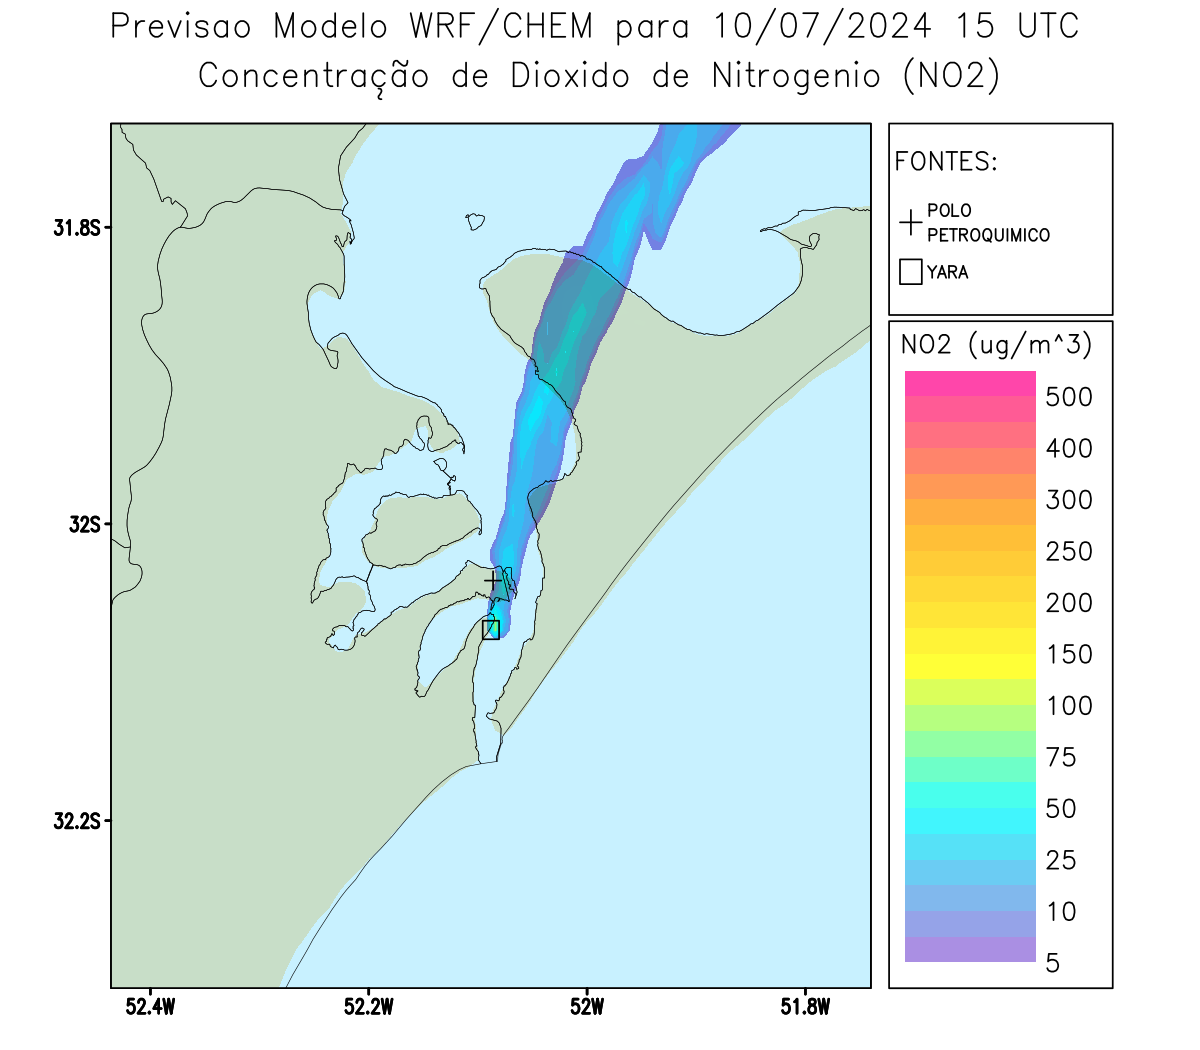 Previsao Modelo WRF/CHEM para 10/07/2024 15 UTC
Concentração de Dioxido de Nitrogenio (NO2)
FONTES:
POLO
PETROQUIMICO
YARA
NO2 (ug/m^3)
500
400
300
250
200
150
100
75
50
25
10
5
31.8S
32S
32.2S
52.4W
52.2W
52W
51.8W